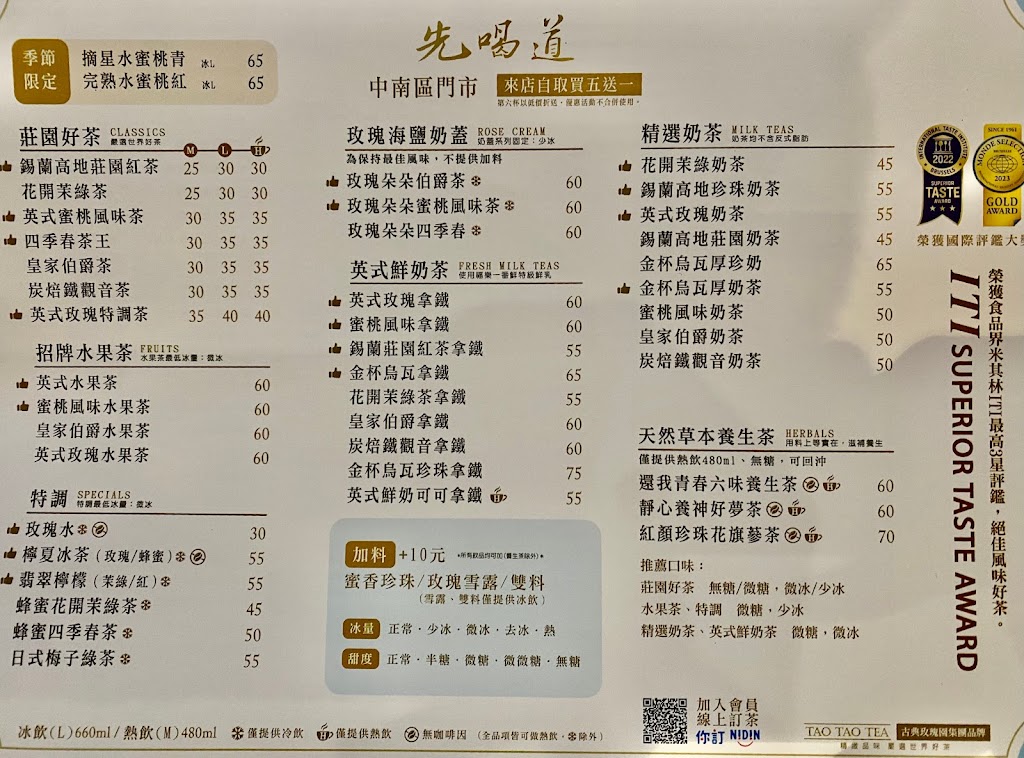 先喝道
中南區門市 來店自取買五送一
第六杯以低價折送，優惠活動不合併使用。
季節限定
摘星水蜜桃青 冰L 65
完熟水蜜桃紅 冰L 65
莊園好茶 CLASSICS 嚴選世界好茶
M L H
錫蘭高地莊園紅茶 25 30 30
花開茉綠茶 25 30 30
英式蜜桃風味茶 30 35 35
四季春茶王 30 35 35
皇家伯爵茶 30 35 35
炭焙鐵觀音茶 30 35 35
英式玫瑰特調茶 35 40 40
招牌水果茶 FRUITS 水果茶最低冰量：微冰
英式水果茶 60
蜜桃風味水果茶 60
皇家伯爵水果茶 60
英式玫瑰水果茶 60
特調 SPECIALS 特調最低冰量：微冰
玫瑰水 30
檸夏冰茶（玫瑰/蜂蜜） 55
翡翠檸檬（茉綠/紅） 55
蜂蜜花開茉綠茶 45
蜂蜜四季春茶 50
日式梅子綠茶 55
玫瑰海鹽奶蓋 ROSE CREAM 奶蓋系列固定：少冰
為保持最佳風味，不提供加料
玫瑰朵朵伯爵茶 60
玫瑰朵朵蜜桃風味茶 60
玫瑰朵朵四季春 60
英式鮮奶茶 FRESH MILK TEAS
英式玫瑰拿鐵 60
蜜桃風味拿鐵 60
錫蘭莊園紅茶拿鐵 55
金杯烏瓦拿鐵 65
花開茉綠茶拿鐵 55
皇家伯爵拿鐵 60
炭焙鐵觀音拿鐵 60
金杯烏瓦珍珠拿鐵 75
英式鮮奶可可拿鐵 H 55
加料 +10元 *所有飲品均可加(養生茶除外)*
蜜香珍珠/玫瑰雪露/雙料
（雪露、雙料僅提供冰飲）
冰量 正常・少冰・微冰・去冰・熱
甜度 正常・半糖・微糖・微微糖・無糖
精選奶茶 MILK TEAS 奶茶均不含反式脂肪
花開茉綠奶茶 45
錫蘭高地珍珠奶茶 55
英式玫瑰奶茶 55
錫蘭高地莊園奶茶 45
金杯烏瓦厚珍奶 65
金杯烏瓦厚奶茶 55
蜜桃風味奶茶 50
皇家伯爵奶茶 50
炭焙鐵觀音奶茶 50
天然草本養生茶 HERBALS 用料上等實在，滋補養生
僅提供熱飲480ml、無糖，可回沖
還我青春六味養生茶 H 60
靜心養神好夢茶 H 60
紅顏珍珠花旗蔘茶 H 70
推薦口味：
莊園好茶 無糖/微糖，微冰/少冰
水果茶、特調 微糖，少冰
精選奶茶、英式鮮奶茶 微糖，微冰
INTERNATIONAL TASTE INSTITUTE
2022
BRUSSELS
SUPERIOR
TASTE
AWARD
SINCE 1961
MONDE SELECTION
2023
GOLD
AWARD
榮獲國際評鑑大
榮獲食品界米其林ITI最高3星評鑑，絕佳風味好茶。
ITI SUPERIOR TASTE AWARD
冰飲(L)660ml/熱飲(M)480ml 僅提供冷飲 H 僅提供熱飲 無咖啡因 (全品項皆可做熱飲，除外)
加入會員
線上訂茶
你訂 NIDIN
TAO TAO TEA 古典玫瑰園集團品牌
精選品味 嚴選世界好茶